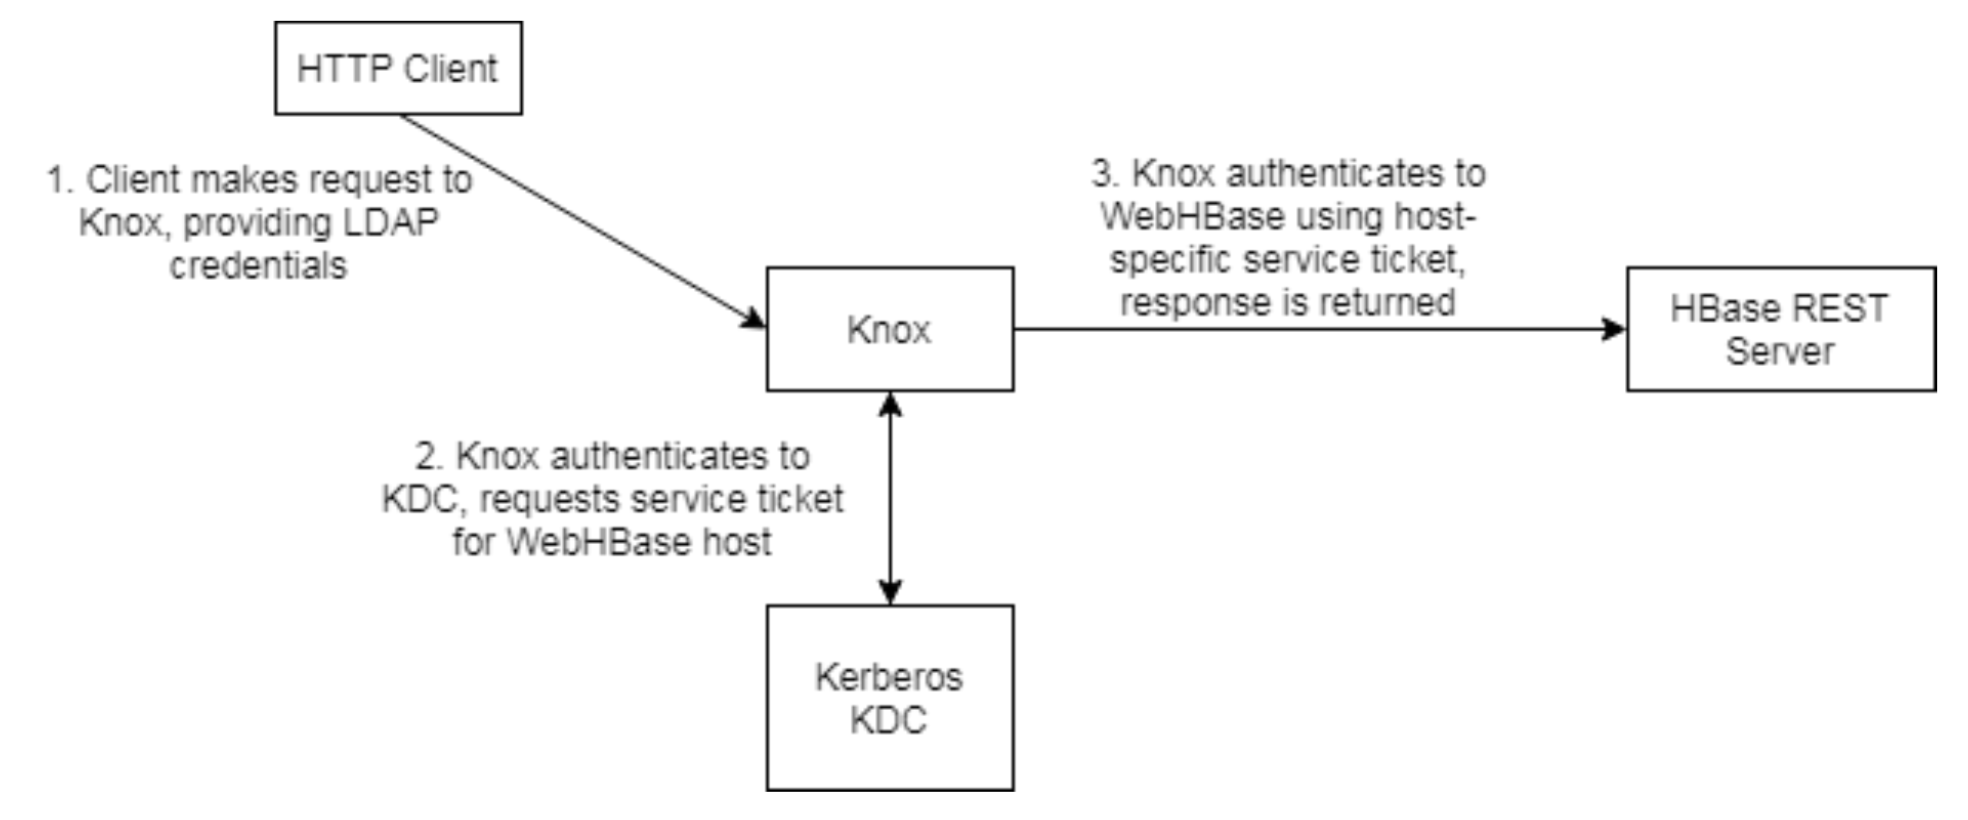 HTTP Client
1. Client makes request to
Knox, providing LDAP
credentials
3. Knox authenticates to
WebHBase using host-
specific service ticket,
response is returned
Knox
HBase REST
Server
2. Knox authenticates to
KDC, requests service ticket
for WebHBase host
Kerberos
KDC